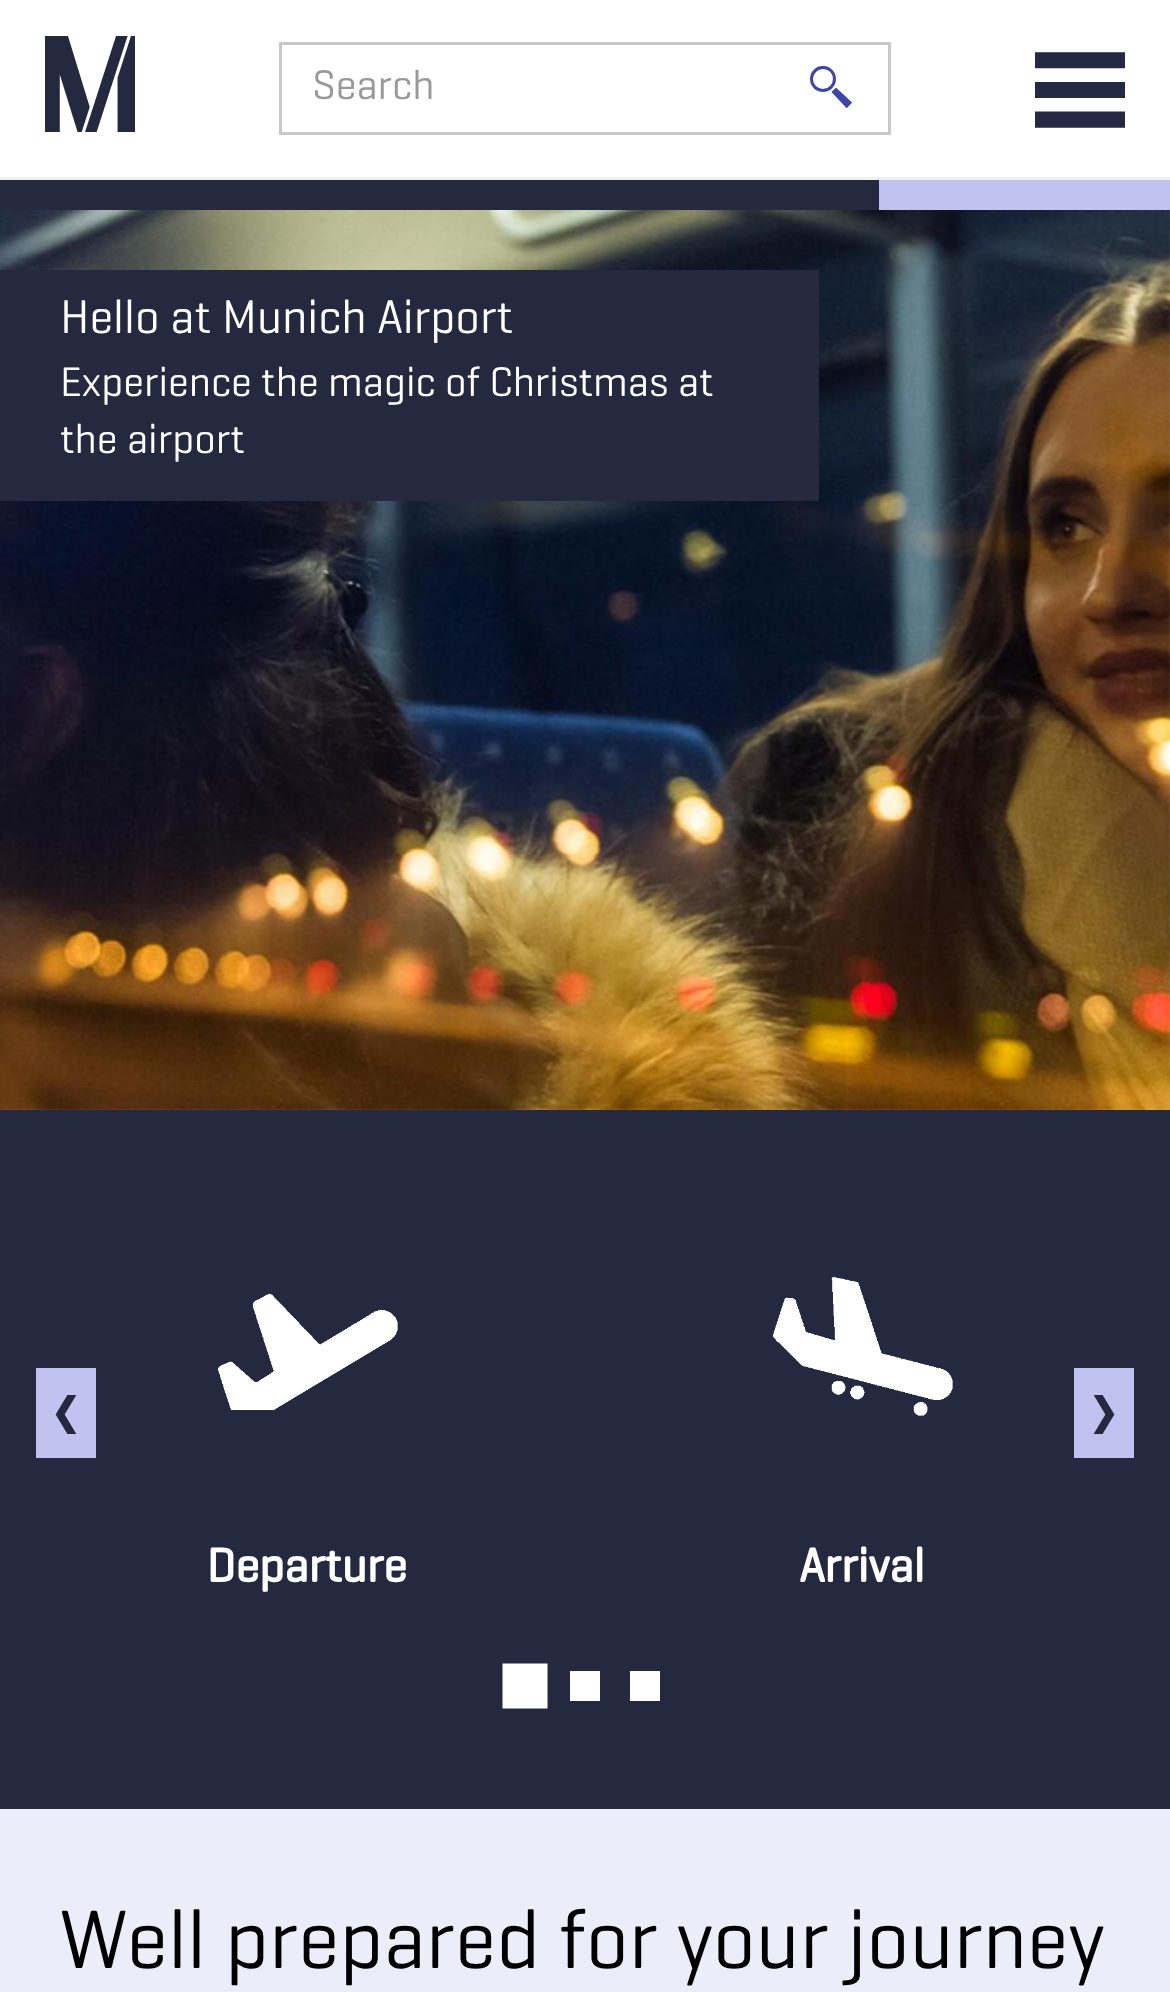 M
Search
Hello at Munich Airport
Experience the magic of Christmas at
the airport
Departure
Arrival
Well prepared for your journey